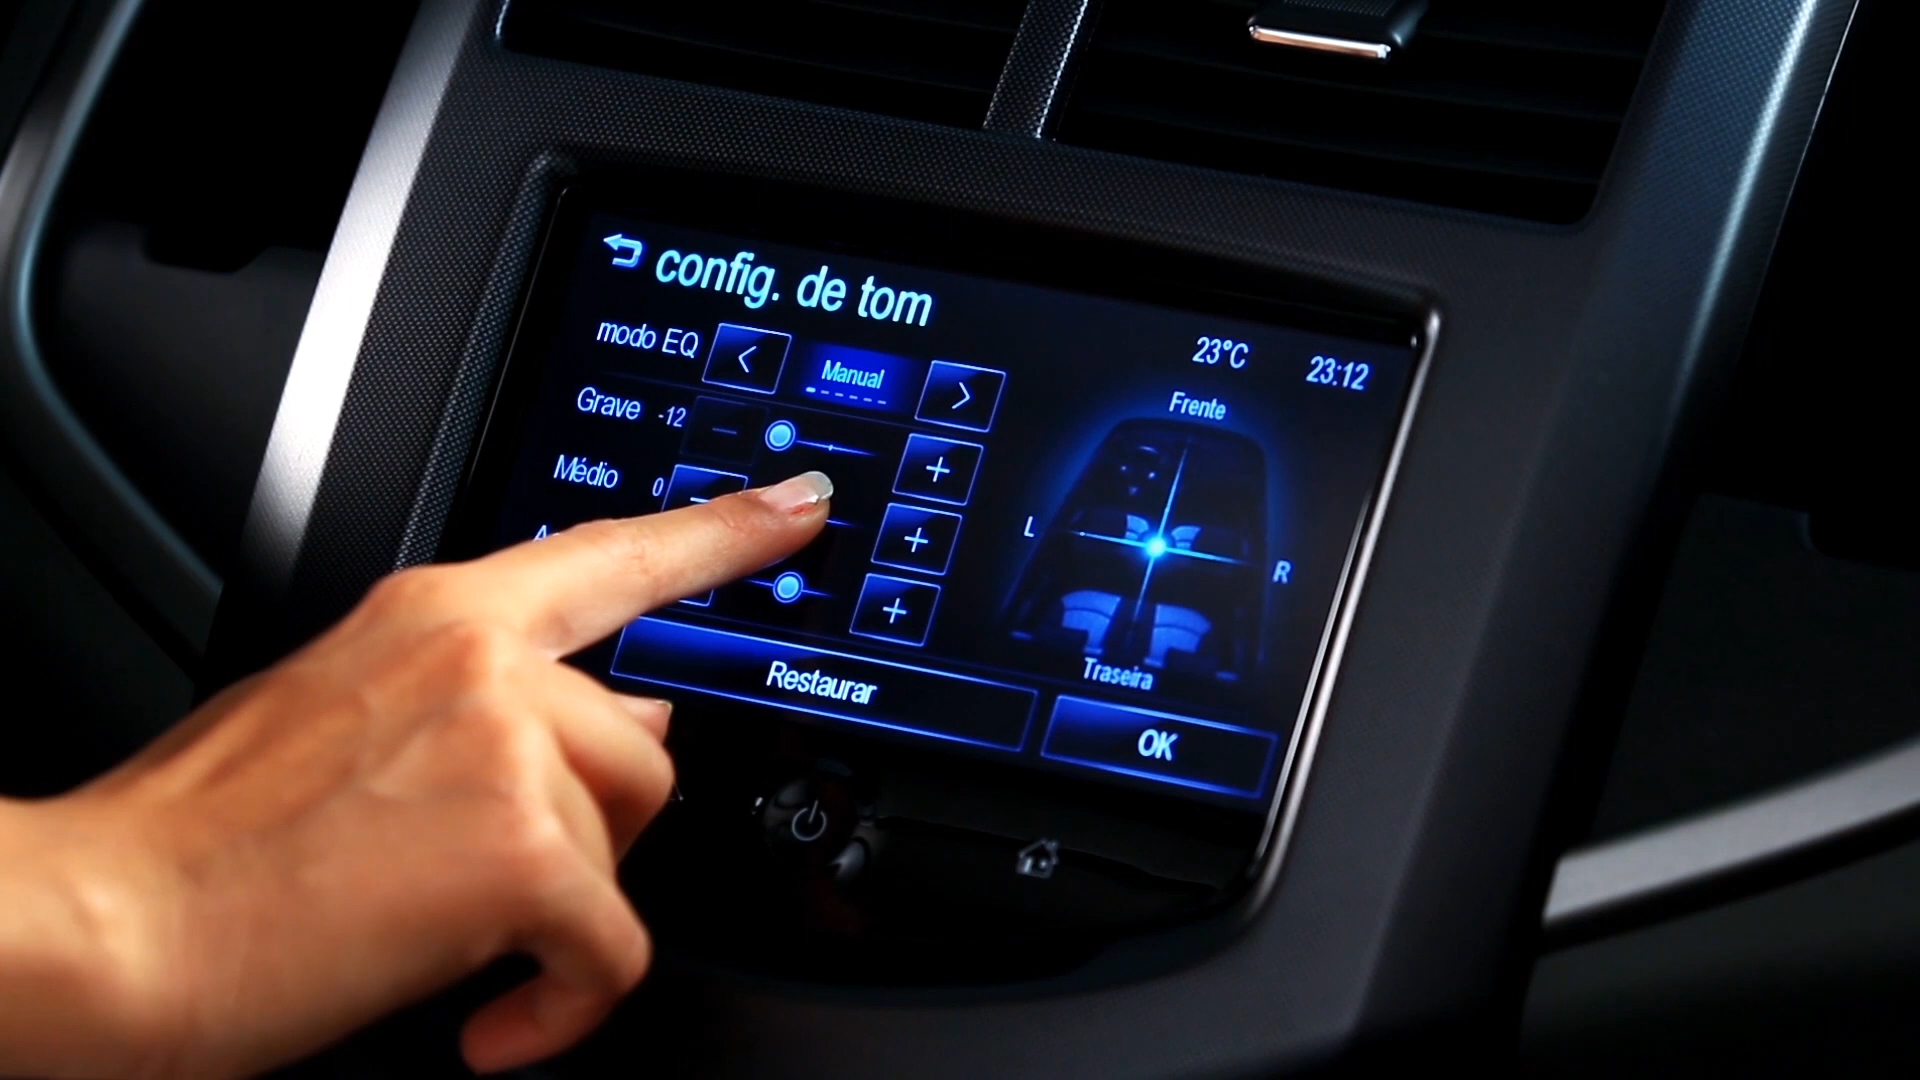 config. de tom
23°C 23:12
modo EQ < Manual >
Frente
Grave -12 − +
Médio 0 − +
L R
+
Traseira
Restaurar
OK